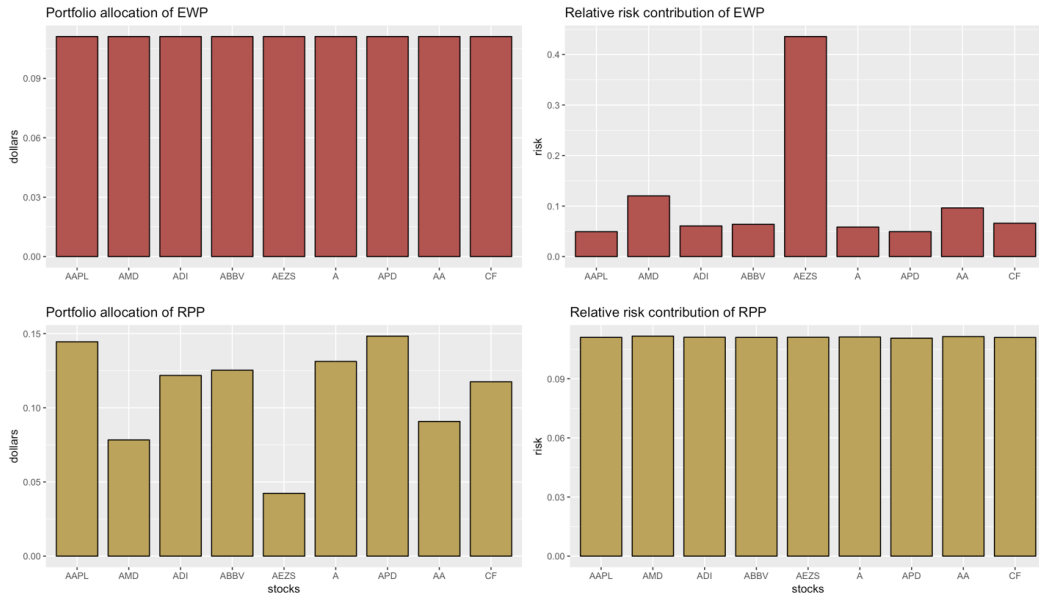 Portfolio allocation of EWP
dollars
0.09
0.06
0.03
0.00
AAPL AMD ADI ABBV AEZS A APD AA CF
Relative risk contribution of EWP
risk
0.4
0.3
0.2
0.1
0.0
AAPL AMD ADI ABBV AEZS A APD AA CF
Portfolio allocation of RPP
dollars
0.15
0.10
0.05
0.00
AAPL AMD ADI ABBV AEZS A APD AA CF
stocks
Relative risk contribution of RPP
risk
0.09
0.06
0.03
0.00
AAPL AMD ADI ABBV AEZS A APD AA CF
stocks